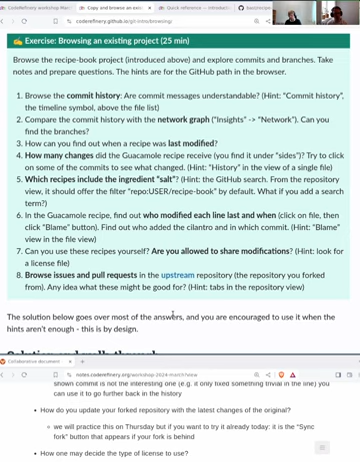 CodeRefinery workshop Mar
Copy and browse an exis
Quick reference — Introducti
coderefinery.github.io/git-intro/browsing/
✍ Exercise: Browsing an existing project (25 min)
Browse the recipe-book project (introduced above) and explore commits and branches. Take
notes and prepare questions. The hints are for the GitHub path in the browser.
1. Browse the commit history: Are commit messages understandable? (Hint: "Commit history",
the timeline symbol, above the file list)
2. Compare the commit history with the network graph ("Insights" -> "Network"). Can you
find the branches?
3. How can you find out when a recipe was last modified?
4. How many changes did the Guacamole recipe receive (you find it under "sides")? Try to click
on some of the commits to see what changed. (Hint: "History" in the view of a single file)
5. Which recipes include the ingredient "salt"? (Hint: the GitHub search. From the repository
view, it should offer the filter "repo:USER/recipe-book" by default. What if you add a search
term?)
6. In the Guacamole recipe, find out who modified each line last and when (click on file, then
click "Blame" button). Find out who added the cilantro and in which commit. (Hint: "Blame"
view in the file view)
7. Can you use these recipes yourself? Are you allowed to share modifications? (Hint: look for
a license file)
8. Browse issues and pull requests in the upstream repository (the repository you forked
from). Any idea what these might be good for? (Hint: tabs in the repository view)
The solution below goes over most of the answers, and you are encouraged to use it when the
hints aren't enough - this is by design.
Collaborative document
notes.coderefinery.org/workshop-2024-march?view
shown commit is not the interesting one (e.g. it only fixed something trivial in the line) you
can use it to go further back in the history
• How do you update your forked repository with the latest changes of the original?
◦ we will practice this on Thursday but if you want to try it already today: it is the "Sync
fork" button that appears if your fork is behind
• How one may decide the type of license to use?